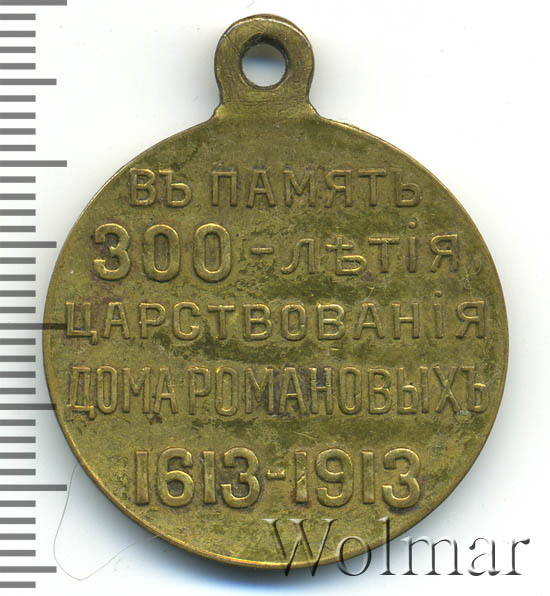 ВЪ ПАМЯТЬ
300-ЛѢТІЯ
ЦАРСТВОВАНІЯ
ДОМА РОМАНОВЫХЪ
1613-1913
Wolmar